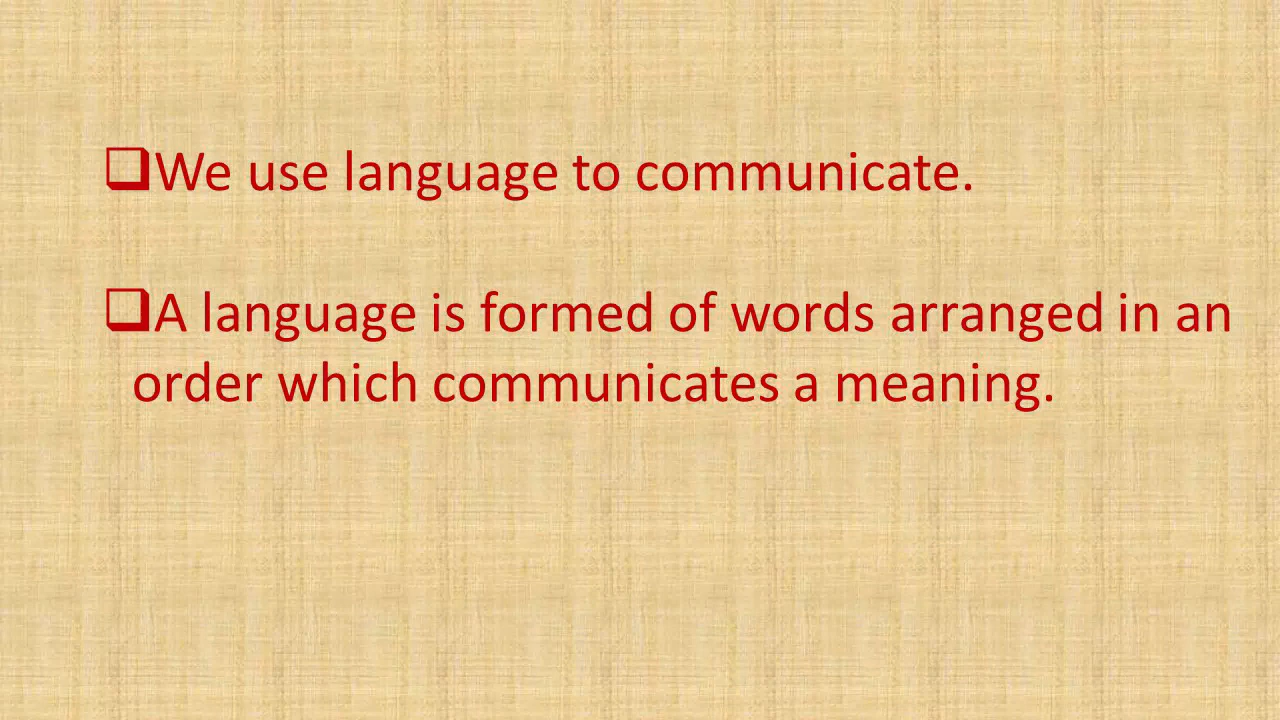 ❑We use language to communicate.
❑A language is formed of words arranged in an
order which communicates a meaning.